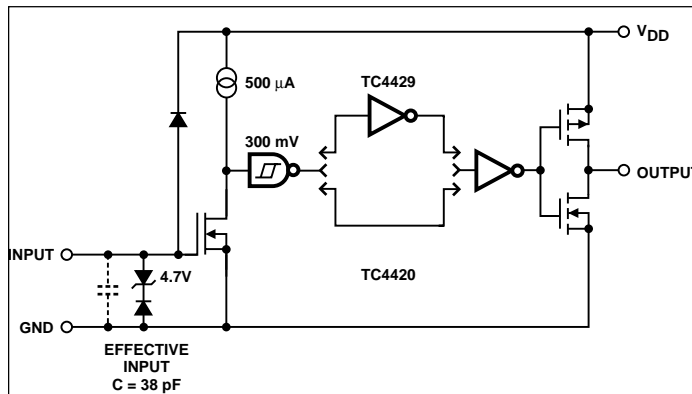 V_DD
500 µA
TC4429
300 mV
OUTPUT
INPUT
4.7V
TC4420
GND
EFFECTIVE
INPUT
C = 38 pF